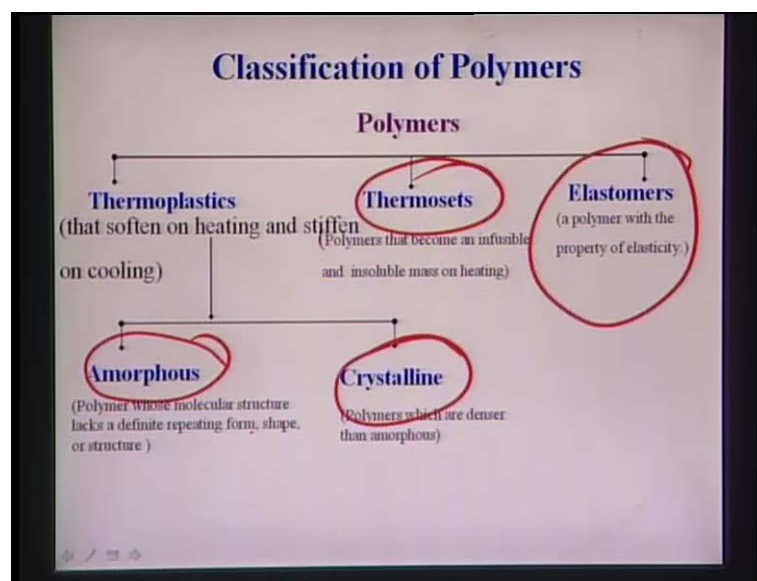 Classification of Polymers
Polymers
Thermoplastics
(that soften on heating and stiffen
on cooling)
Thermosets
(Polymers that become an infusible
and insoluble mass on heating)
Elastomers
(a polymer with the
property of elasticity.)
Amorphous
(Polymer whose molecular structure
lacks a definite repeating form, shape,
or structure )
Crystalline
(Polymers which are denser
than amorphous)